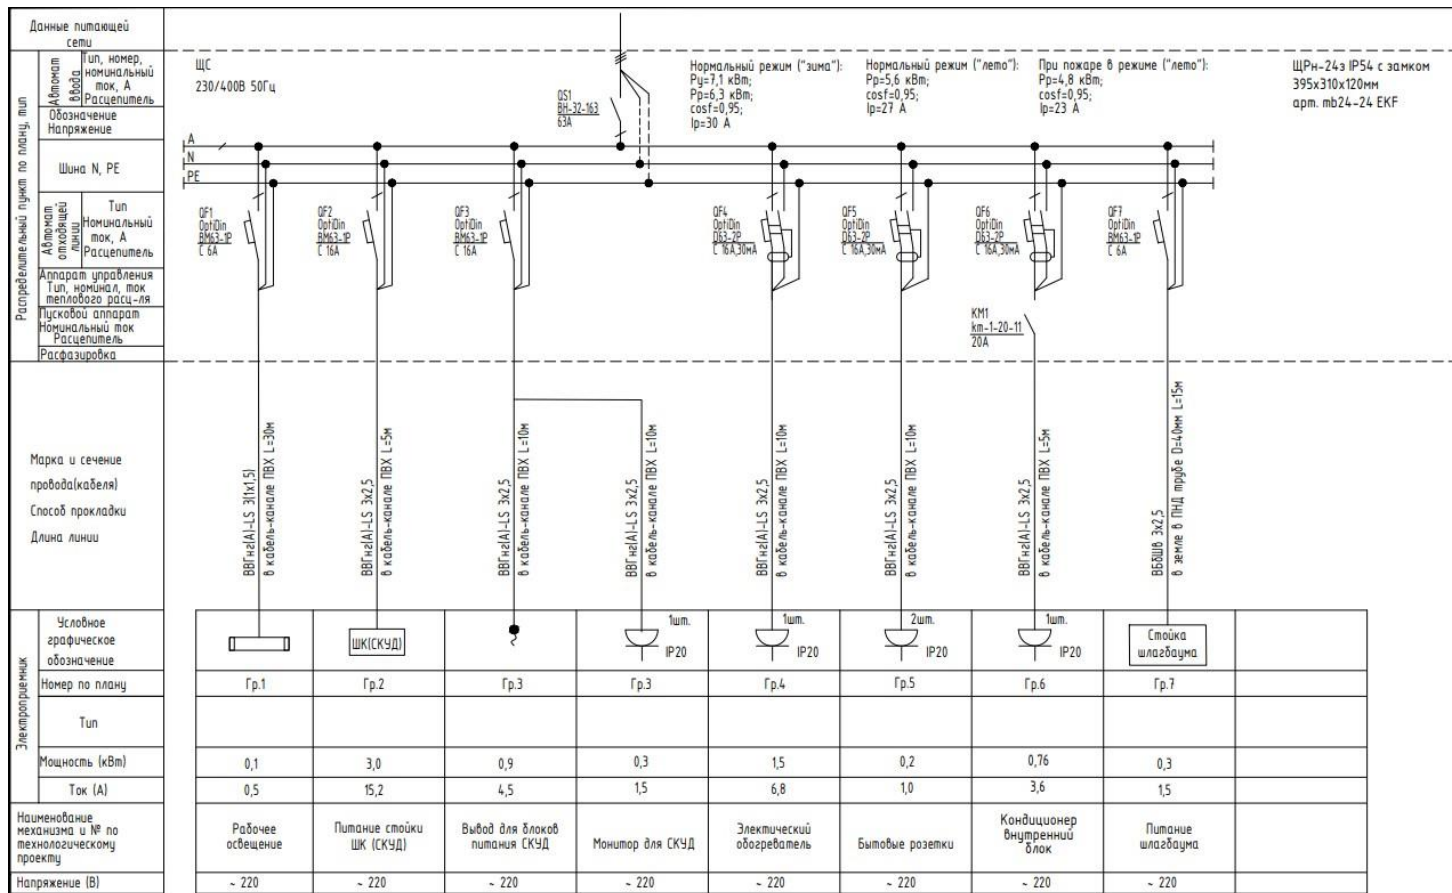 Данные питающей
сети
Распределительный пункт по плану, тип
Автомат
ввода
Тип, номер,
номинальный
ток, А
Расцепитель
Обозначение
Напряжение
Шина N, PE
Автомат
отходящей
линии
Тип
Номинальный
ток, А
Расцепитель
Аппарат управления
Тип, номинал, ток
теплового расц-ля
Пусковой аппарат
Номинальный ток
Расцепитель
Расфазировка
ЩС
230/400В 50Гц
QS1
ВН-32-163
63А
Нормальный режим ("зима"):
Ру=7,1 кВт;
Рр=6,3 кВт;
cosf=0,95;
Iр=30 А
Нормальный режим ("лето"):
Рр=5,6 кВт;
cosf=0,95;
Iр=27 А
При пожаре в режиме ("лето"):
Рр=4,8 кВт;
cosf=0,95;
Iр=23 А
ЩРн-24з IP54 с замком
395х310х120мм
арт. mb24-24 EKF
A
N
PE
QF1
OptiDin
ВМ63-1Р
С 6А
QF2
OptiDin
ВМ63-1Р
С 16А
QF3
OptiDin
ВМ63-1Р
С 16А
QF4
OptiDin
D63-2P
С 16А,30мА
QF5
OptiDin
D63-2P
С 16А,30мА
QF6
OptiDin
D63-2P
С 16А,30мА
QF7
OptiDin
ВМ63-1Р
С 6А
КМ1
km-1-20-11
20А
Марка и сечение
провода(кабеля)
Способ прокладки
Длина линии
ВВГнг(А)-LS 3(1х1,5)
в кабель-канале ПВХ L=30м
ВВГнг(А)-LS 3х2,5
в кабель-канале ПВХ L=5м
ВВГнг(А)-LS 3х2,5
в кабель-канале ПВХ L=10м
ВВГнг(А)-LS 3х2,5
в кабель-канале ПВХ L=10м
ВВГнг(А)-LS 3х2,5
в кабель-канале ПВХ L=10м
ВВГнг(А)-LS 3х2,5
в кабель-канале ПВХ L=10м
ВВГнг(А)-LS 3х2,5
в кабель-канале ПВХ L=5м
ВБбШв 3х2,5
в земле в ПНД трубе D=40мм L=15м
Электроприемник
Условное
графическое
обозначение
ШК(СКУД)
1шт.
IP20
1шт.
IP20
2шт.
IP20
1шт.
IP20
Стойка
шлагбаума
Номер по плану
Гр.1
Гр.2
Гр.3
Гр.3
Гр.4
Гр.5
Гр.6
Гр.7
Тип
Мощность (кВт)
0,1
3,0
0,9
0,3
1,5
0,2
0,76
0,3
Ток (А)
0,5
15,2
4,5
1,5
6,8
1,0
3,6
1,5
Наименование
механизма и № по
технологическому
проекту
Рабочее
освещение
Питание стойки
ШК (СКУД)
Вывод для блоков
питания СКУД
Монитор для СКУД
Элетический
обогреватель
Бытовые розетки
Кондиционер
внутренний
блок
Питание
шлагбаума
Напряжение (В)
~ 220
~ 220
~ 220
~ 220
~ 220
~ 220
~ 220
~ 220